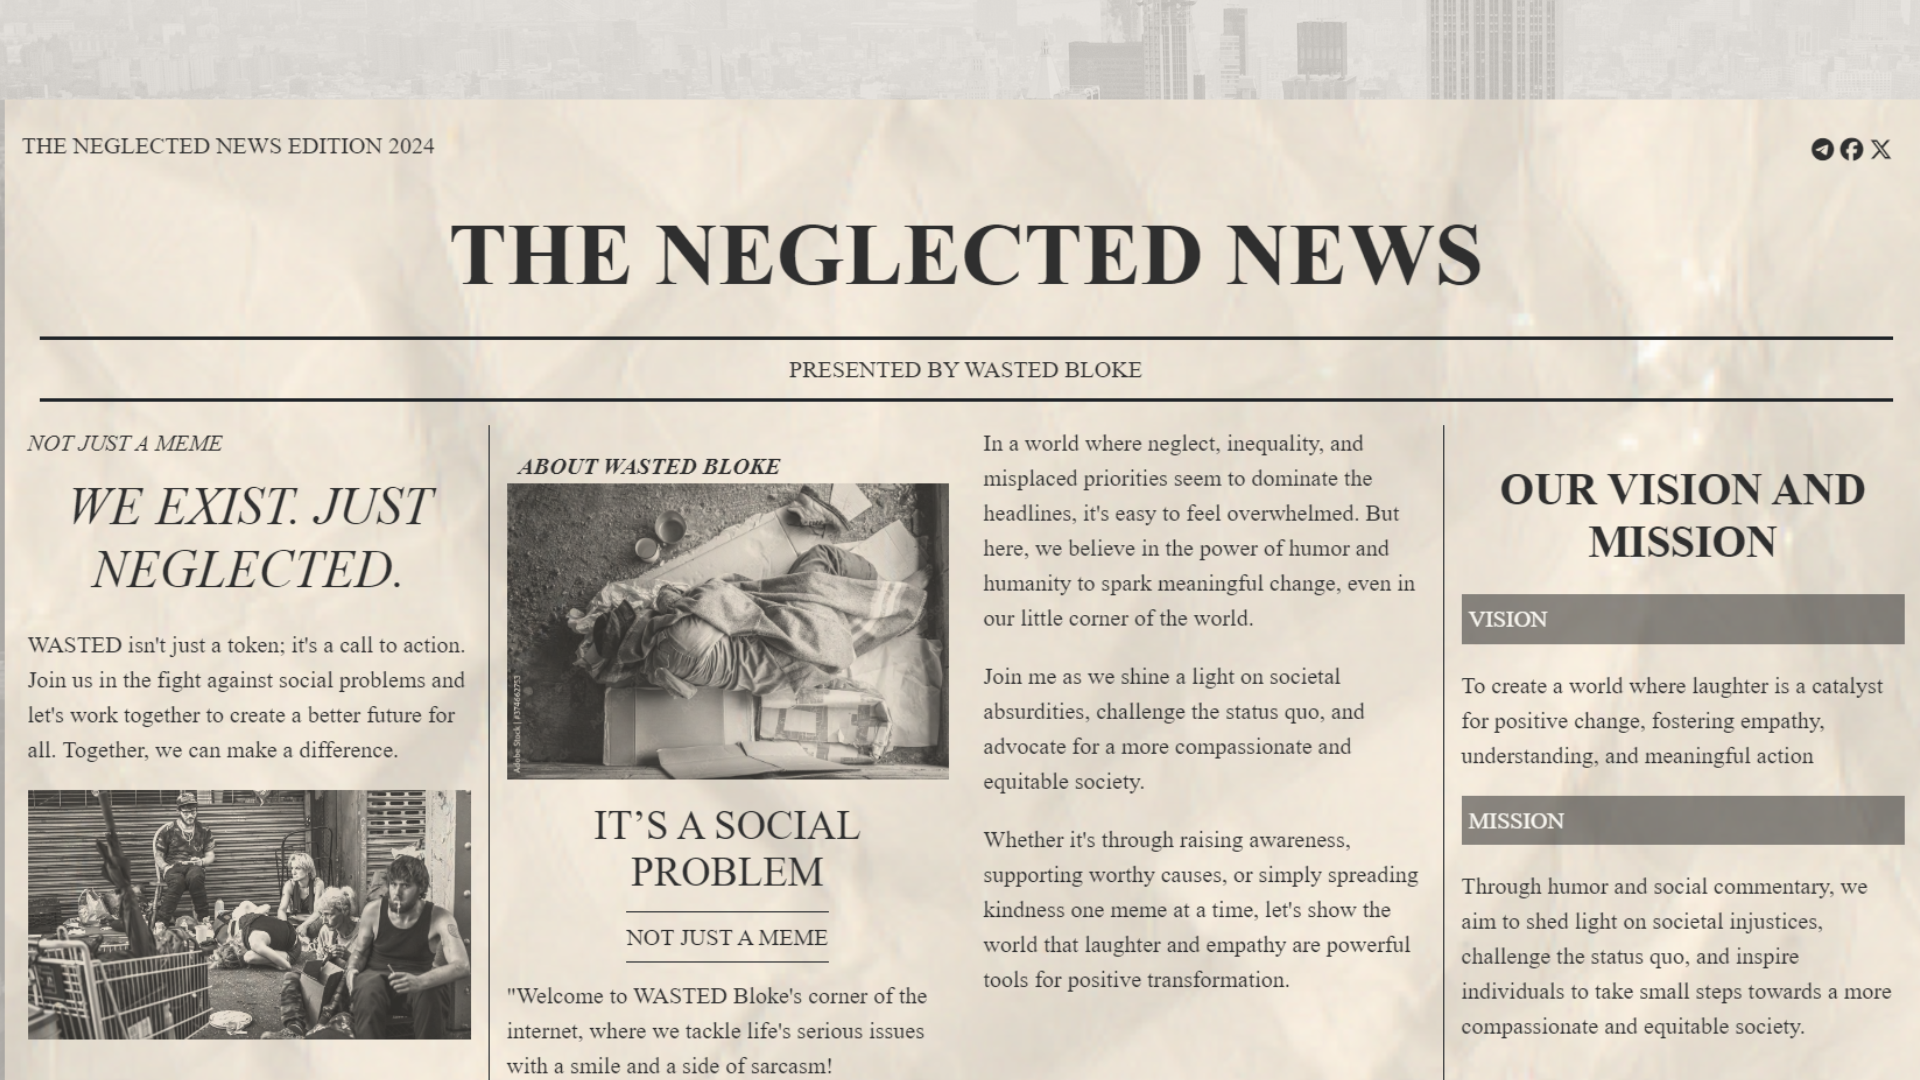 THE NEGLECTED NEWS EDITION 2024
THE NEGLECTED NEWS
PRESENTED BY WASTED BLOKE
NOT JUST A MEME
WE EXIST. JUST
NEGLECTED.
WASTED isn't just a token; it's a call to action.
Join us in the fight against social problems and
let's work together to create a better future for
all. Together, we can make a difference.
ABOUT WASTED BLOKE
Adobe Stock | #374662753
IT’S A SOCIAL
PROBLEM
NOT JUST A MEME
"Welcome to WASTED Bloke's corner of the
internet, where we tackle life's serious issues
with a smile and a side of sarcasm!
In a world where neglect, inequality, and
misplaced priorities seem to dominate the
headlines, it's easy to feel overwhelmed. But
here, we believe in the power of humor and
humanity to spark meaningful change, even in
our little corner of the world.
Join me as we shine a light on societal
absurdities, challenge the status quo, and
advocate for a more compassionate and
equitable society.
Whether it's through raising awareness,
supporting worthy causes, or simply spreading
kindness one meme at a time, let's show the
world that laughter and empathy are powerful
tools for positive transformation.
OUR VISION AND
MISSION
VISION
To create a world where laughter is a catalyst
for positive change, fostering empathy,
understanding, and meaningful action
MISSION
Through humor and social commentary, we
aim to shed light on societal injustices,
challenge the status quo, and inspire
individuals to take small steps towards a more
compassionate and equitable society.